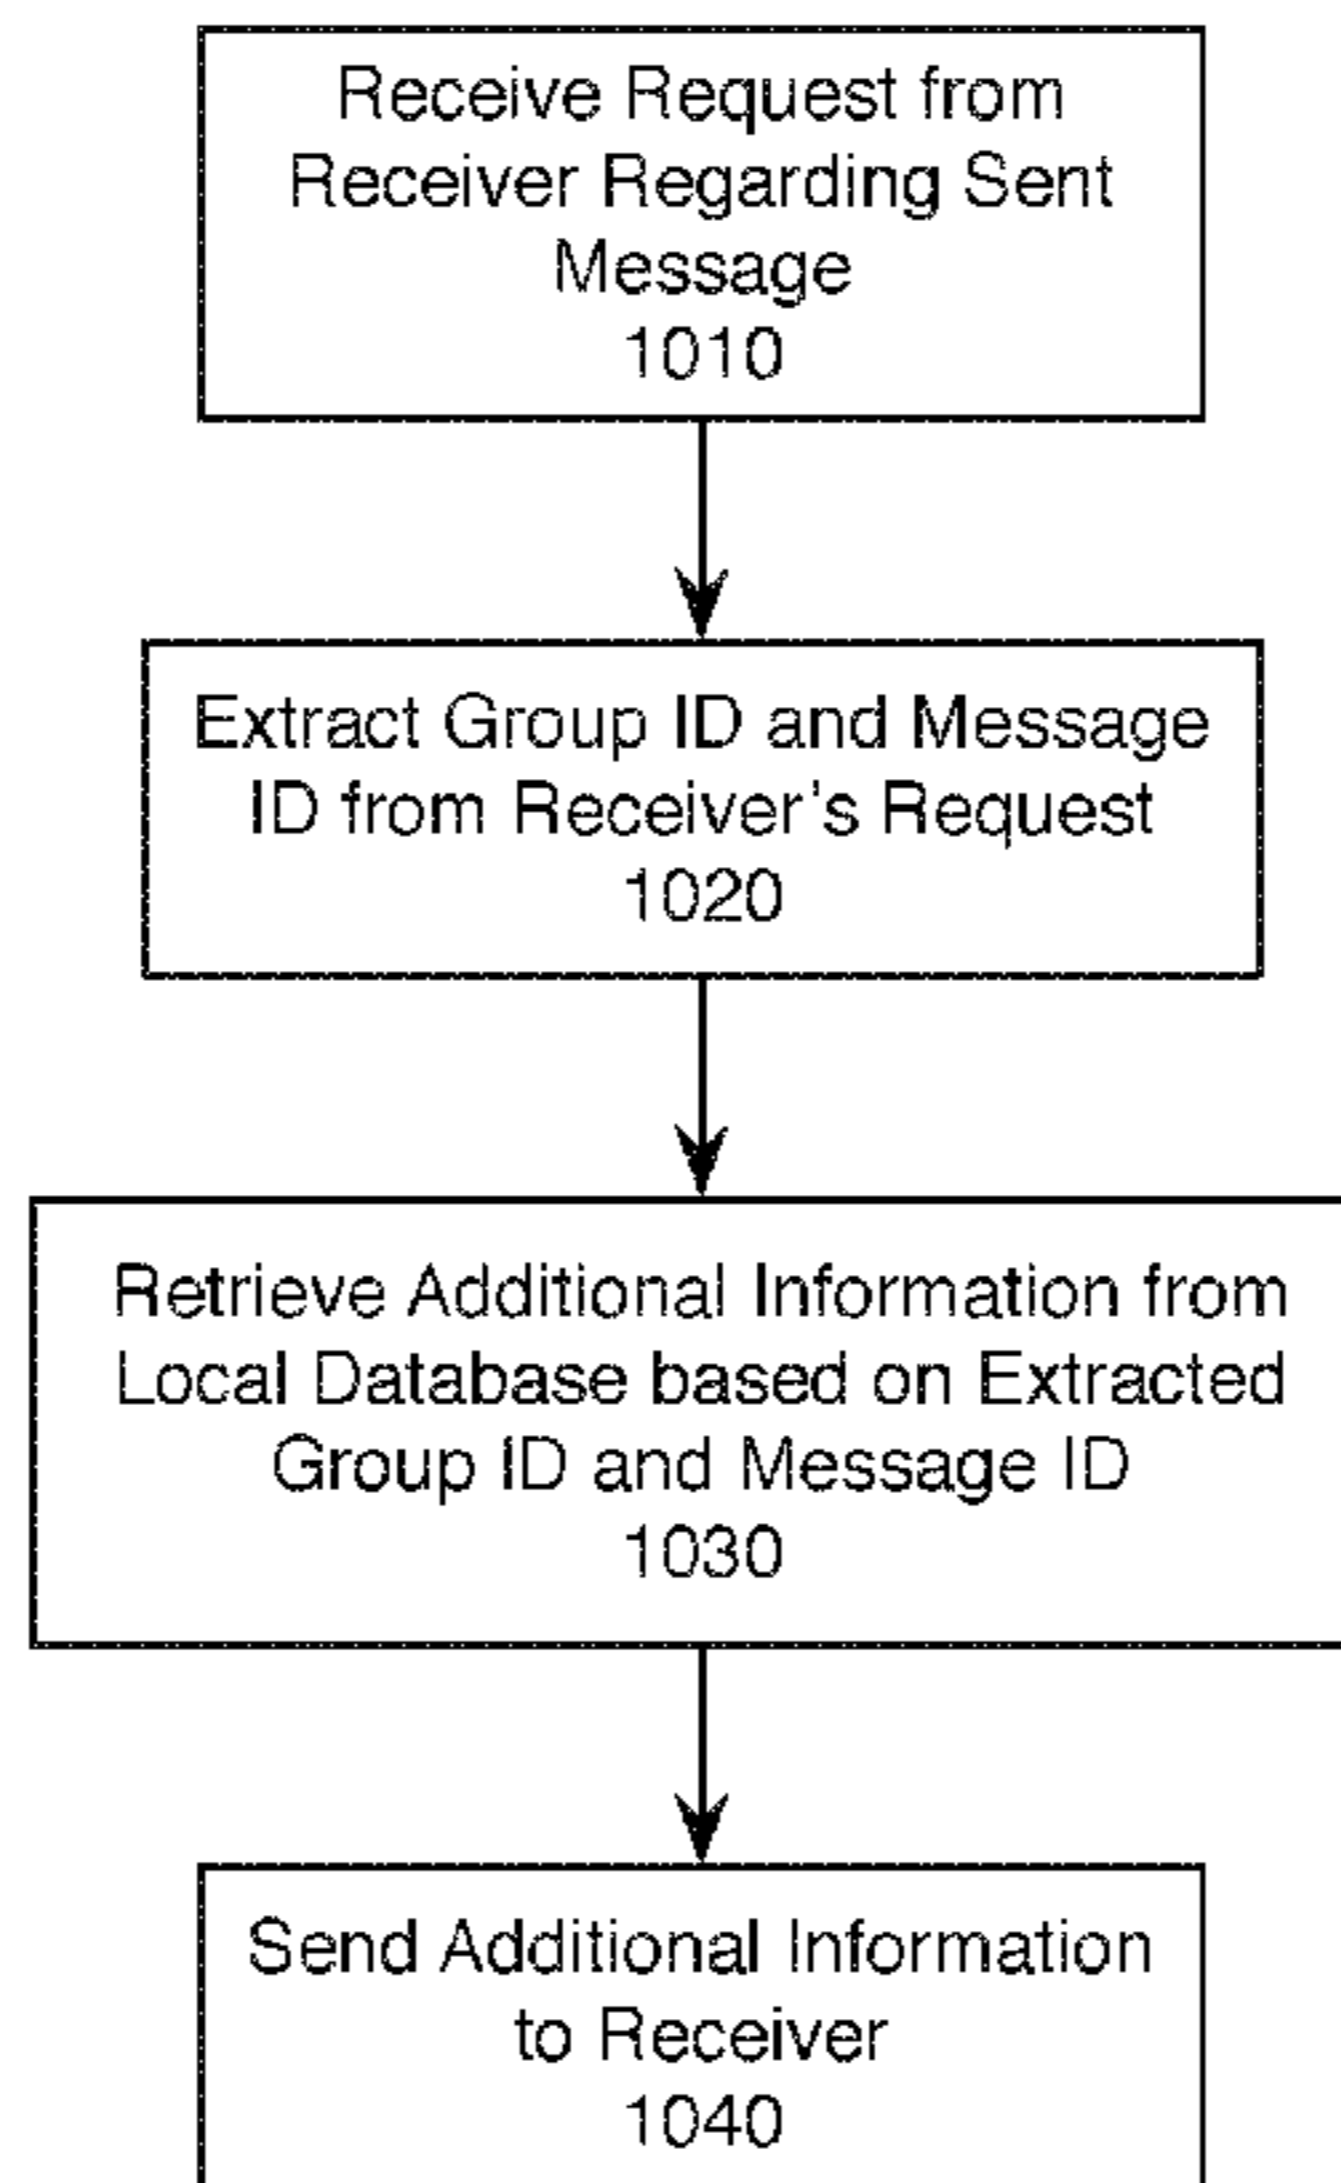 Receive Request from
Receiver Regarding Sent
Message
1010
Extract Group ID and Message
ID from Receiver's Request
1020
Retrieve Additional Information from
Local Database based on Extracted
Group ID and Message ID
1030
Send Additional Information
to Receiver
1040